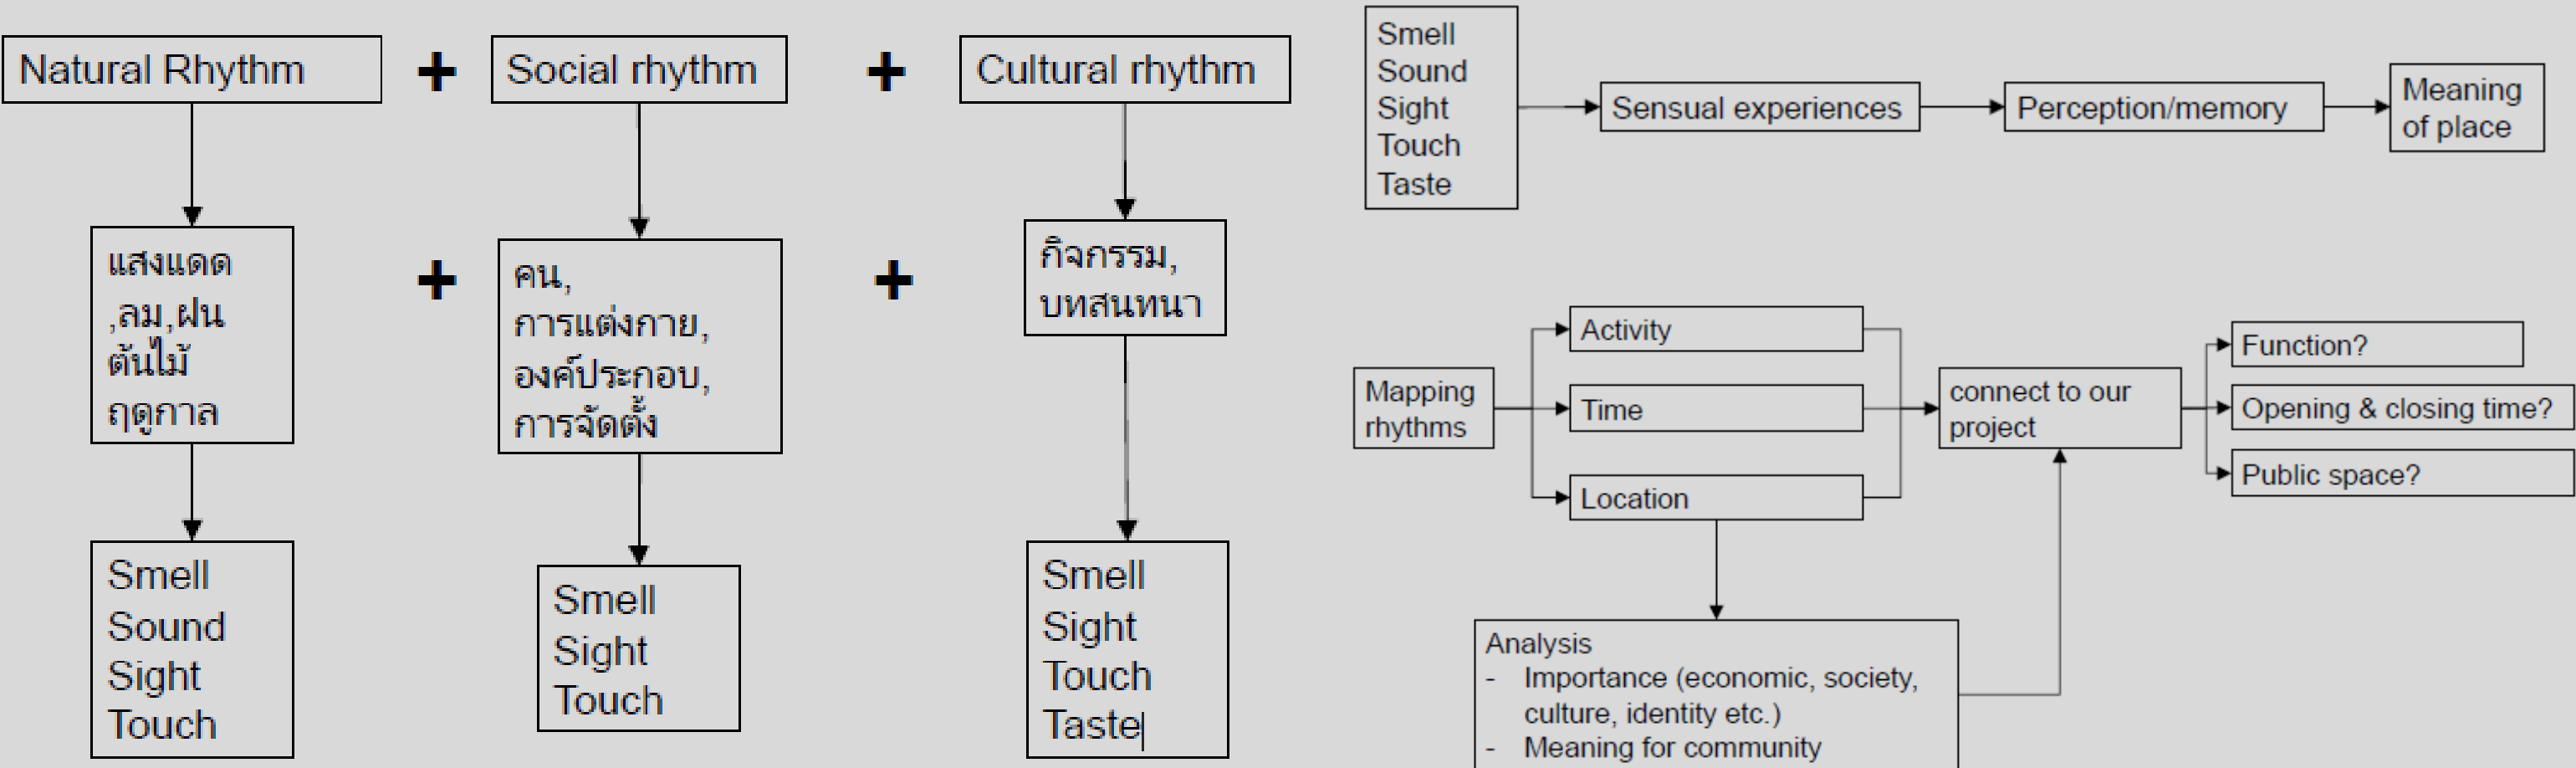 Natural Rhythm
+
Social rhythm
+
Cultural rhythm
แสงแดด
,ลม,ฝน
ต้นไม้
ฤดูกาล
+
คน,
การแต่งกาย,
องค์ประกอบ,
การจัดตั้ง
+
กิจกรรม,
บทสนทนา
Smell
Sound
Sight
Touch
Smell
Sight
Touch
Smell
Sight
Touch
Taste
Smell
Sound
Sight
Touch
Taste
Sensual experiences
Perception/memory
Meaning
of place
Mapping
rhythms
Activity
Time
Location
connect to our
project
Function?
Opening & closing time?
Public space?
Analysis
- Importance (economic, society,
culture, identity etc.)
- Meaning for community